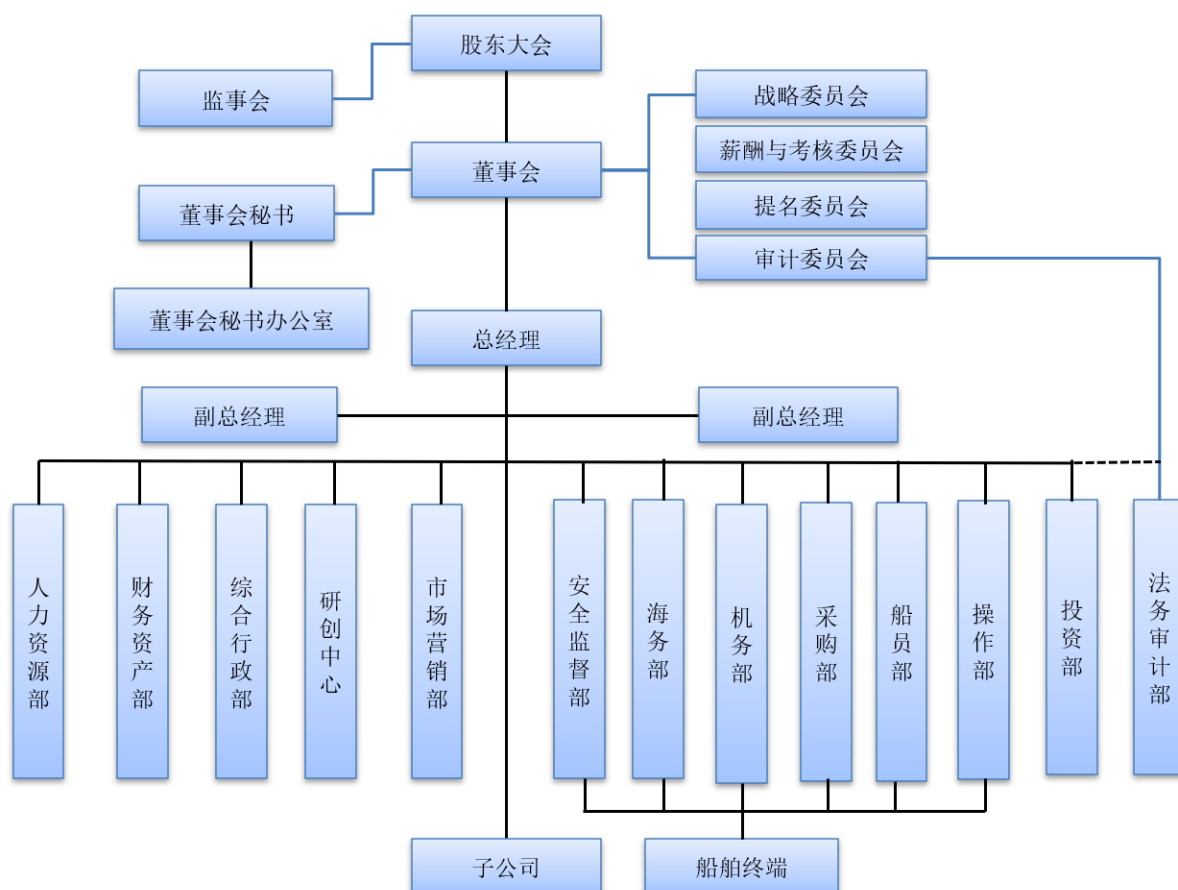 股东大会
监事会
战略委员会
薪酬与考核委员会
董事会
提名委员会
董事会秘书
审计委员会
董事会秘书办公室
总经理
副总经理
副总经理
人力资源部
财务资产部
综合行政部
研创中心
市场营销部
安全监督部
海务部
机务部
采购部
船员部
操作部
投资部
法务审计部
子公司
船舶终端